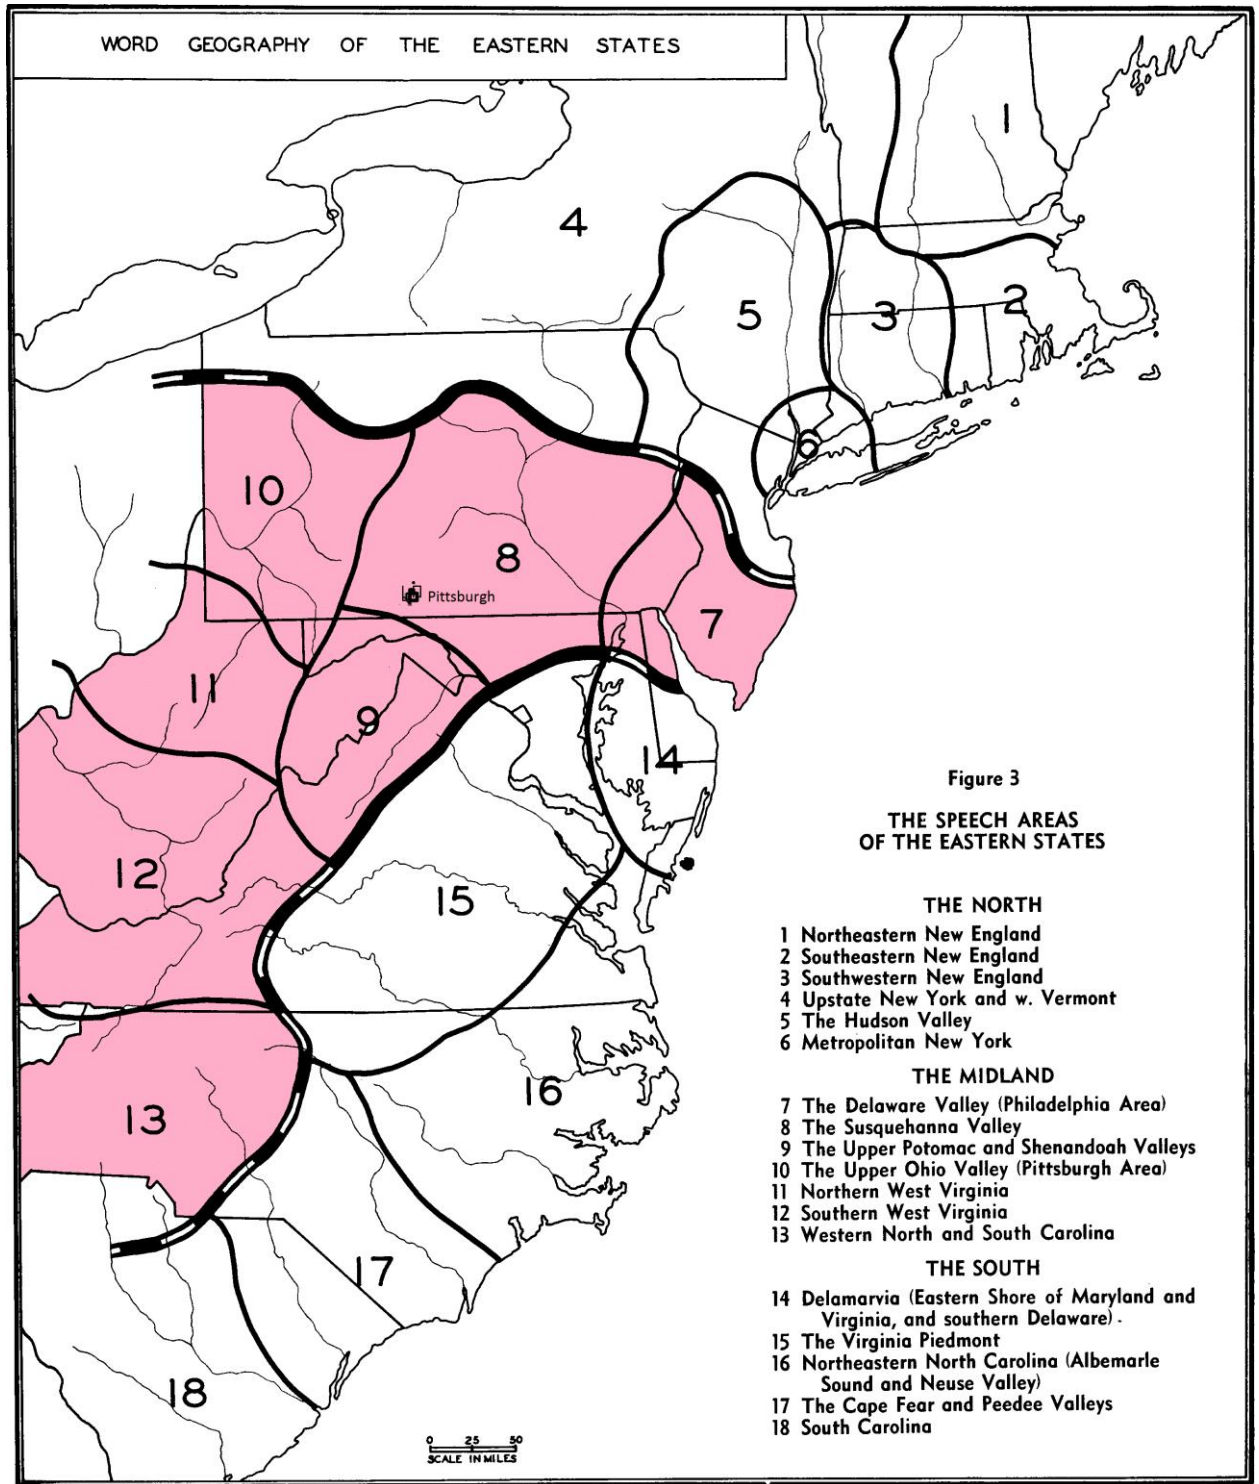 WORD GEOGRAPHY OF THE EASTERN STATES
1
4
5
3
2
6
10
8
Pittsburgh
7
11
9
14
12
15
13
16
17
18
Figure 3
THE SPEECH AREAS
OF THE EASTERN STATES
THE NORTH
1 Northeastern New England
2 Southeastern New England
3 Southwestern New England
4 Upstate New York and w. Vermont
5 The Hudson Valley
6 Metropolitan New York
THE MIDLAND
7 The Delaware Valley (Philadelphia Area)
8 The Susquehanna Valley
9 The Upper Potomac and Shenandoah Valleys
10 The Upper Ohio Valley (Pittsburgh Area)
11 Northern West Virginia
12 Southern West Virginia
13 Western North and South Carolina
THE SOUTH
14 Delamarvia (Eastern Shore of Maryland and
Virginia, and southern Delaware).
15 The Virginia Piedmont
16 Northeastern North Carolina (Albemarle
Sound and Neuse Valley)
17 The Cape Fear and Peedee Valleys
18 South Carolina
0 25 50
SCALE IN MILES